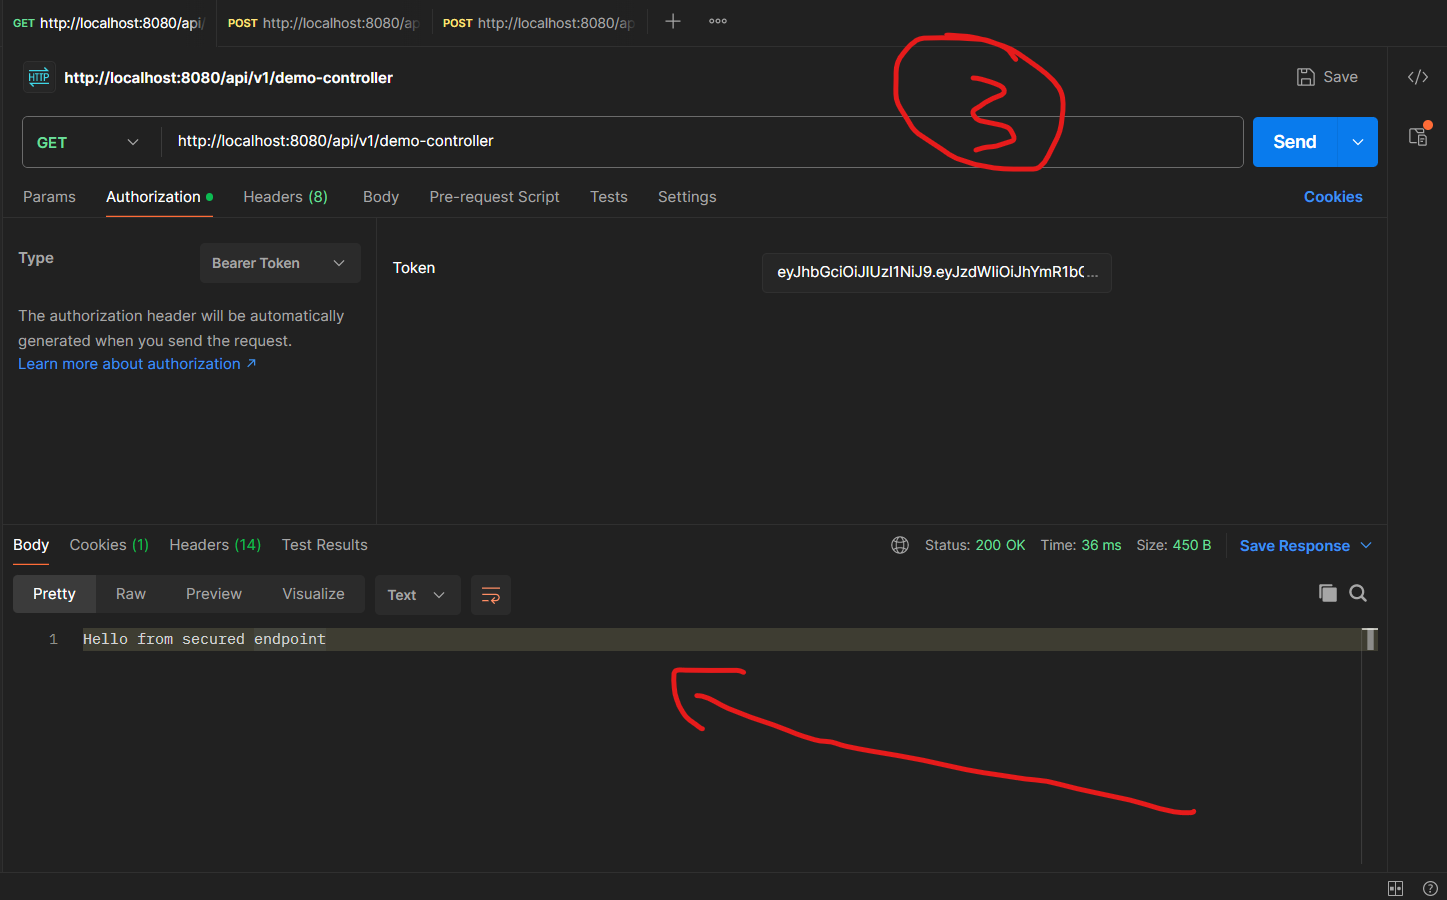 GET http://localhost:8080/api/
POST http://localhost:8080/ap
POST http://localhost:8080/ap
HTTP http://localhost:8080/api/v1/demo-controller
Save
3
GET http://localhost:8080/api/v1/demo-controller
Send
Params Authorization Headers (8) Body Pre-request Script Tests Settings Cookies
Type Bearer Token
The authorization header will be automatically
generated when you send the request.
Learn more about authorization ↗
Token eyJhbGciOiJIUzI1NiJ9.eyJzdWIiOiJhYmR1b( ...
Body Cookies (1) Headers (14) Test Results
Status: 200 OK Time: 36 ms Size: 450 B Save Response
Pretty Raw Preview Visualize Text
1 Hello from secured endpoint